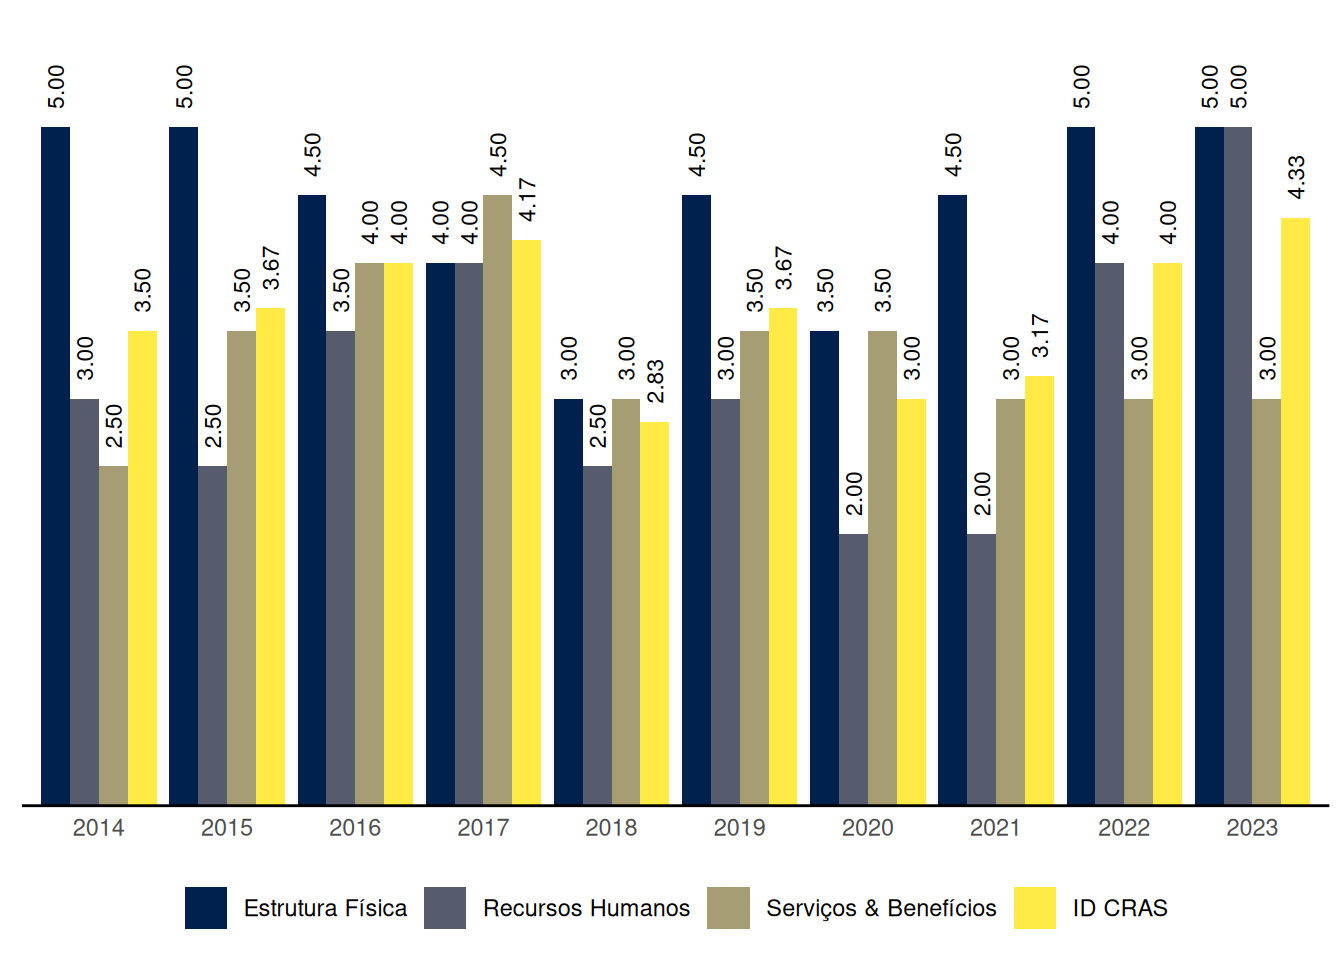 5.00 3.00 2.50 3.50
5.00 2.50 3.50 3.67
4.50 3.50 4.00 4.00
4.00 4.00 4.50 4.17
3.00 2.50 3.00 2.83
4.50 3.00 3.50 3.67
3.50 2.00 3.50 3.00
4.50 2.00 3.00 3.17
5.00 4.00 3.00 4.00
5.00 5.00 3.00 4.33
2014 2015 2016 2017 2018 2019 2020 2021 2022 2023
Estrutura Física Recursos Humanos Serviços & Benefícios ID CRAS